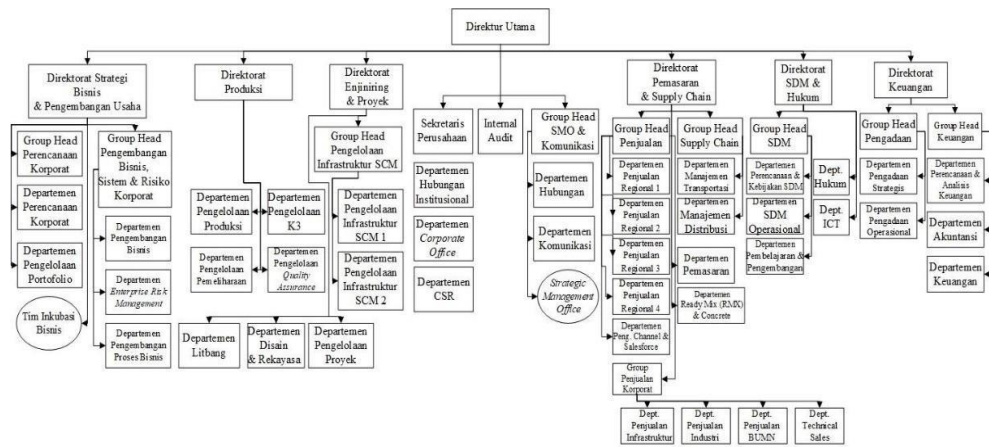 Direktur Utama
Direktorat Strategi
Bisnis
& Pengembangan Usaha
Direktorat
Produksi
Direktorat
Enjiniring
& Proyek
Direktorat
Pemasaran
& Supply Chain
Direktorat
SDM &
Hukum
Direktorat
Keuangan
Group Head
Perencanaan
Korporat
Departemen
Perencanaan
Korporat
Departemen
Pengelolaan
Portofolio
Tim Inkubasi
Bisnis
Group Head
Pengembangan
Bisnis,
Sistem & Risiko
Korporat
Departemen
Pengembangan
Bisnis
Departemen
Enterprise Risk
Management
Departemen
Pengembangan
Proses Bisnis
Departemen
Pengelolaan
Produksi
Departemen
Pengelolaan
K3
Departemen
Pengelolaan
Pemeliharaan
Departemen
Pengelolaan
Quality
Assurance
Group Head
Pengelolaan
Infrastruktur SCM
Departemen
Pengelolaan
Infrastruktur
SCM 1
Departemen
Pengelolaan
Infrastruktur
SCM 2
Departemen
Litbang
Departemen
Disain
& Rekayasa
Departemen
Pengelolaan
Proyek
Sekretaris
Perusahaan
Departemen
Hubungan
Institusional
Departemen
Corporate
Office
Departemen
CSR
Internal
Audit
Group Head
SMO &
Komunikasi
Departemen
Hubungan
Departemen
Komunikasi
Strategic
Management
Office
Group Head
Penjualan
Departemen
Penjualan
Regional 1
Departemen
Penjualan
Regional 2
Departemen
Penjualan
Regional 3
Departemen
Penjualan
Regional 4
Departemen
Peng. Channel &
Salesforce
Group
Penjualan
Korporat
Dept.
Penjualan
Infrastruktur
Dept.
Penjualan
Industri
Dept.
Penjualan
BUMN
Dept.
Technical
Sales
Group Head
Supply Chain
Departemen
Manajemen
Transportasi
Departemen
Manajemen
Distribusi
Departemen
Pemasaran
Departemen
Ready Mix (RMX)
& Concrete
Group Head
SDM
Departemen
Perencanaan &
Kebijakan SDM
Departemen
SDM
Operasional
Departemen
Pembelajaran &
Pengembangan
Dept.
Hukum
Dept.
ICT
Group Head
Pengadaan
Departemen
Pengadaan
Strategis
Departemen
Pengadaan
Operasional
Group Head
Keuangan
Departemen
Perencanaan &
Analisis
Keuangan
Departeman
Akuntansi
Departemen
Keuangan